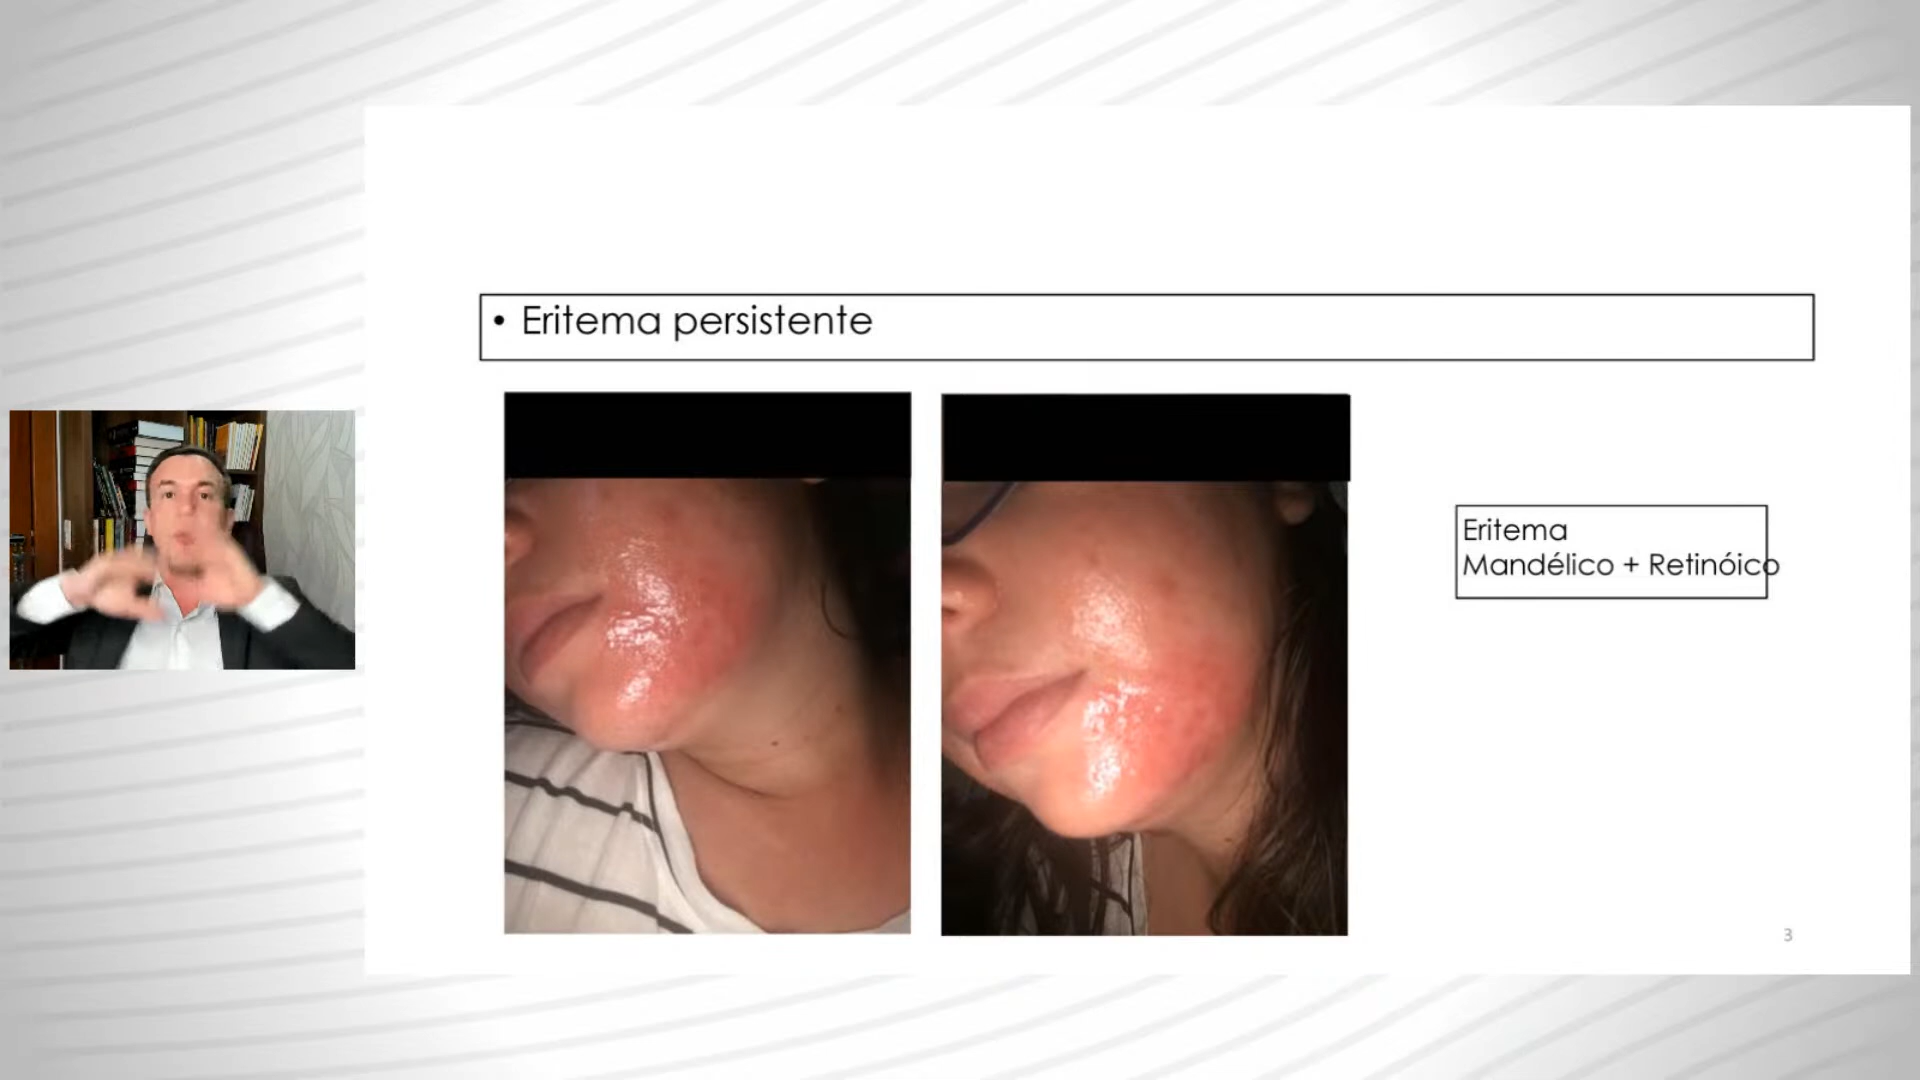 • Eritema persistente
Eritema
Mandélico + Retinóico
3